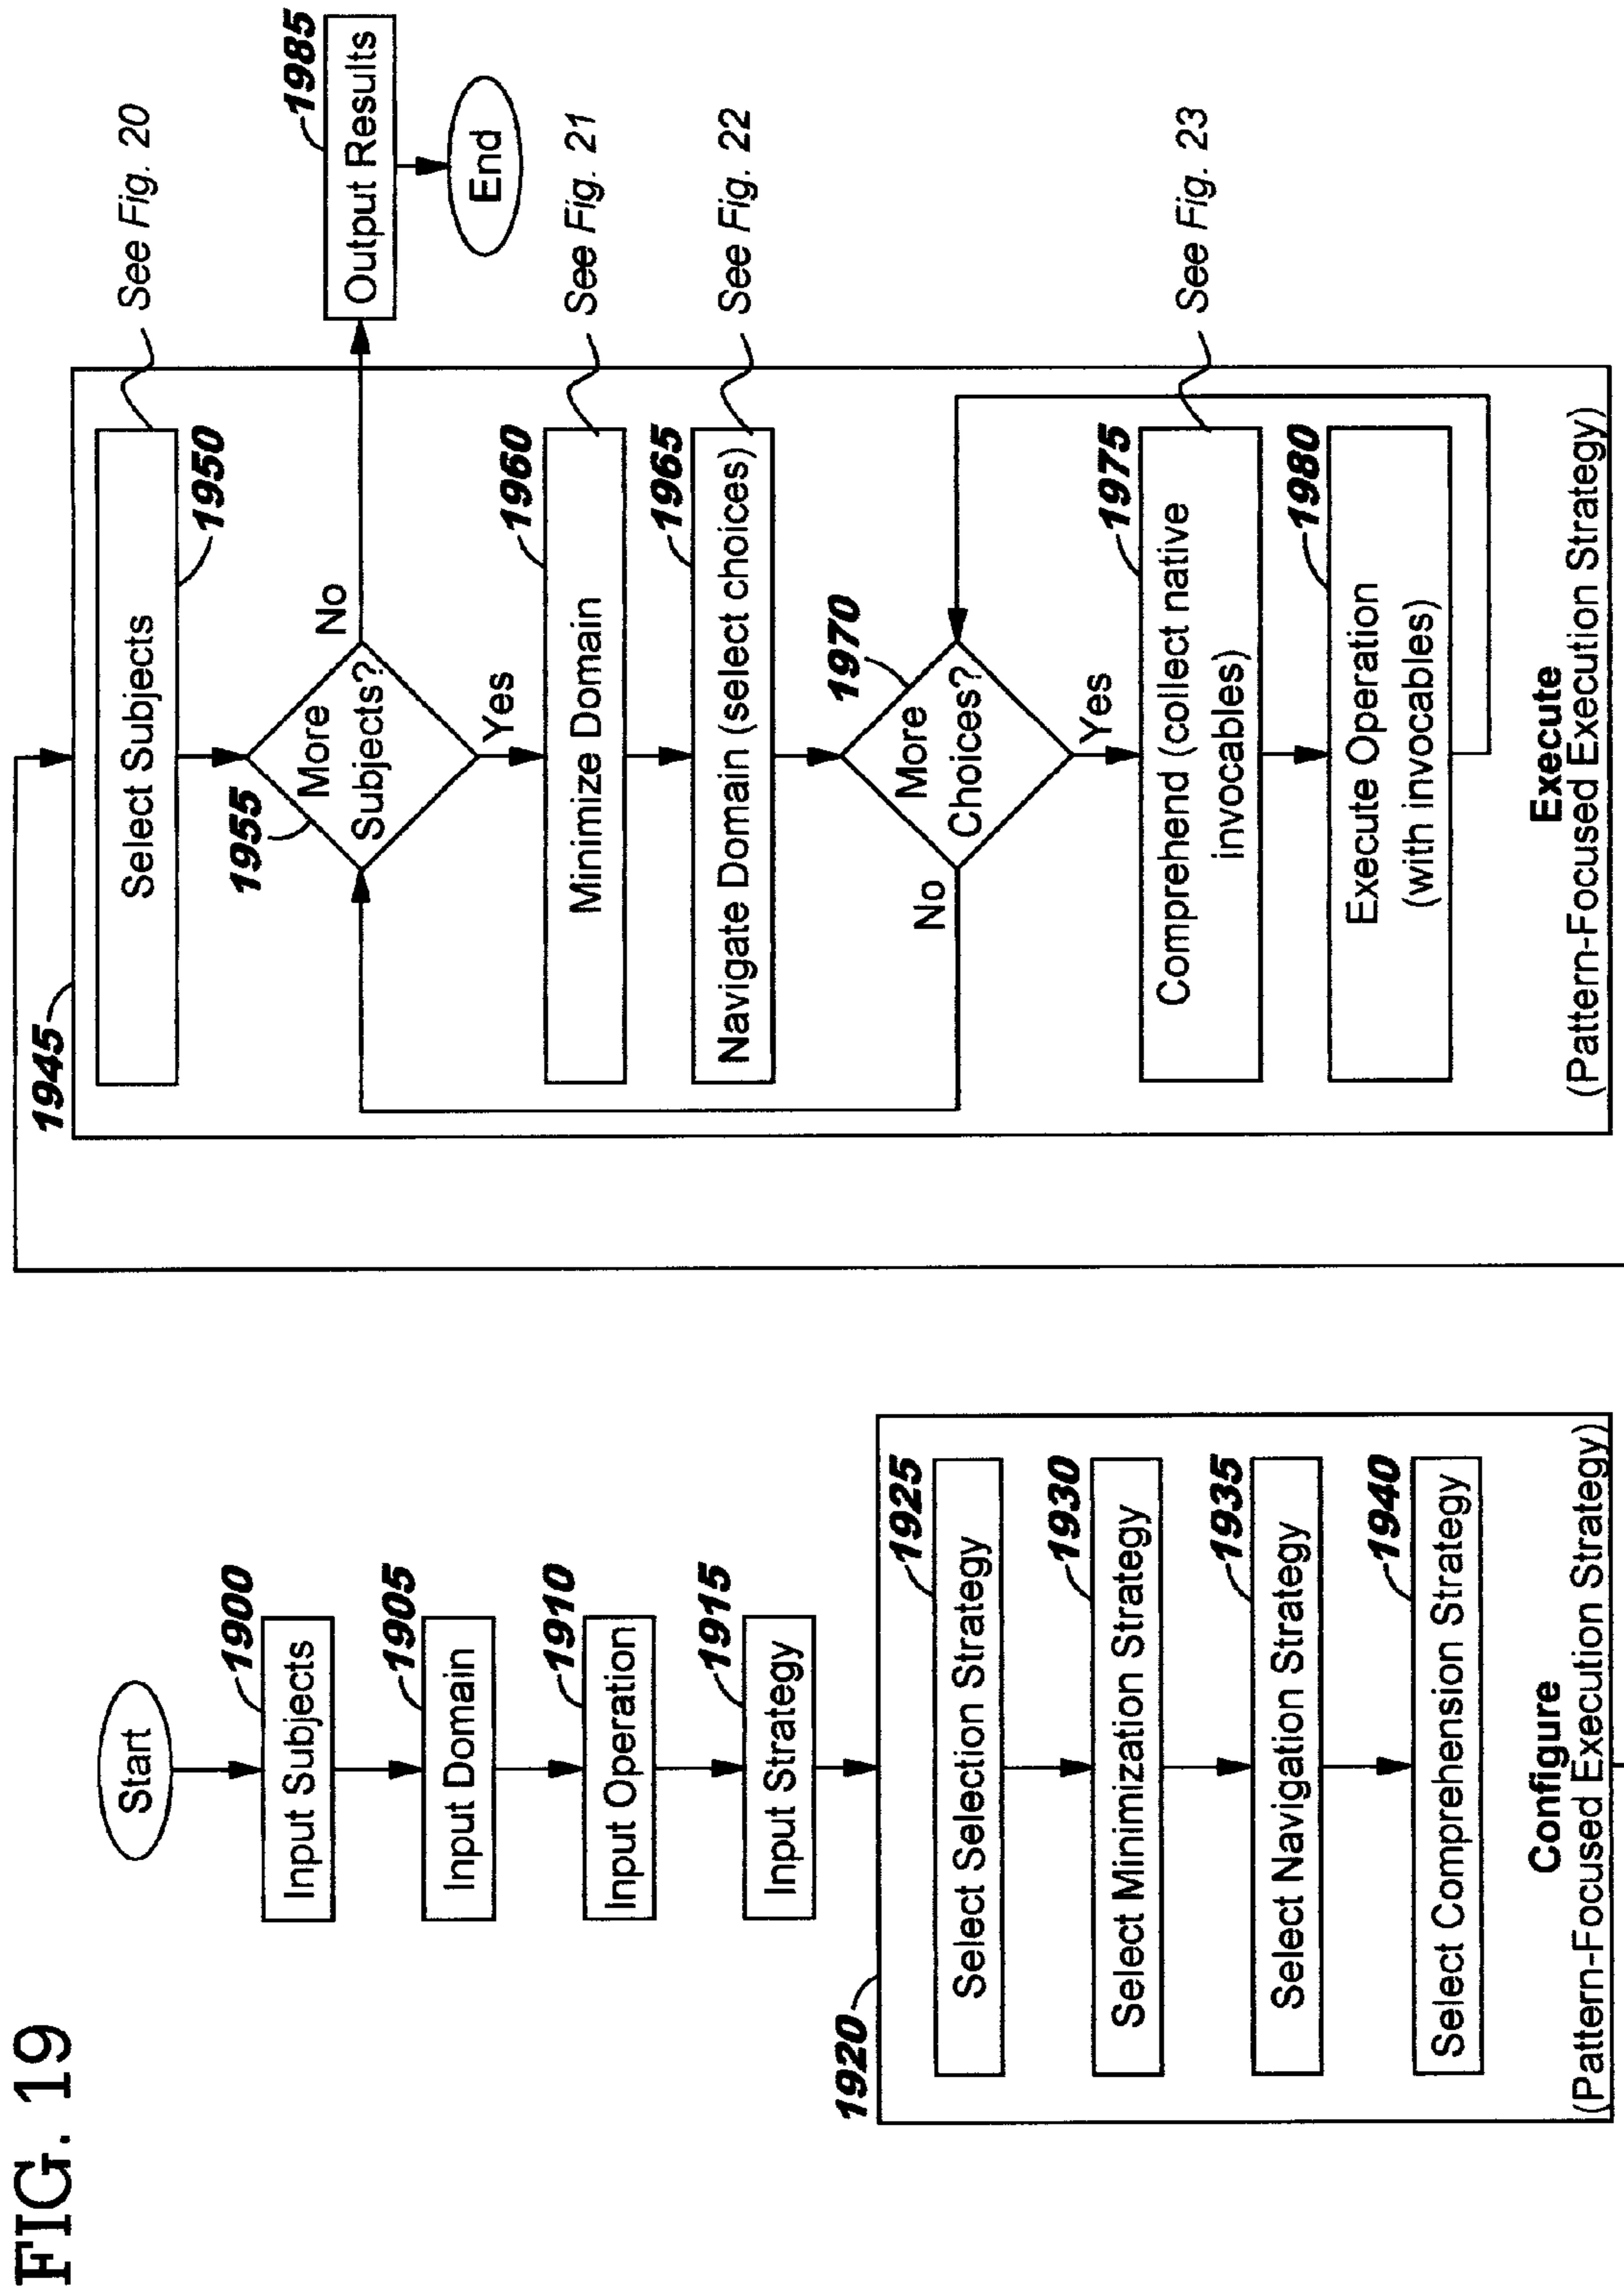 FIG. 19
Start
1900
Input Subjects
1905
Input Domain
1910
Input Operation
1915
Input Strategy
1920
1925
Select Selection Strategy
1930
Select Minimization Strategy
1935
Select Navigation Strategy
1940
Select Comprehension Strategy
Configure
(Pattern-Focused Execution Strategy)
1945
Select Subjects
See Fig. 20
1950
1955
More
Subjects?
No
Yes
1985
Output Results
End
1960
Minimize Domain
See Fig. 21
1965
Navigate Domain (select choices)
See Fig. 22
1970
More
Choices?
No
Yes
1975
Comprehend (collect native
invocables)
See Fig. 23
1980
Execute Operation
(with invocables)
Execute
(Pattern-Focused Execution Strategy)